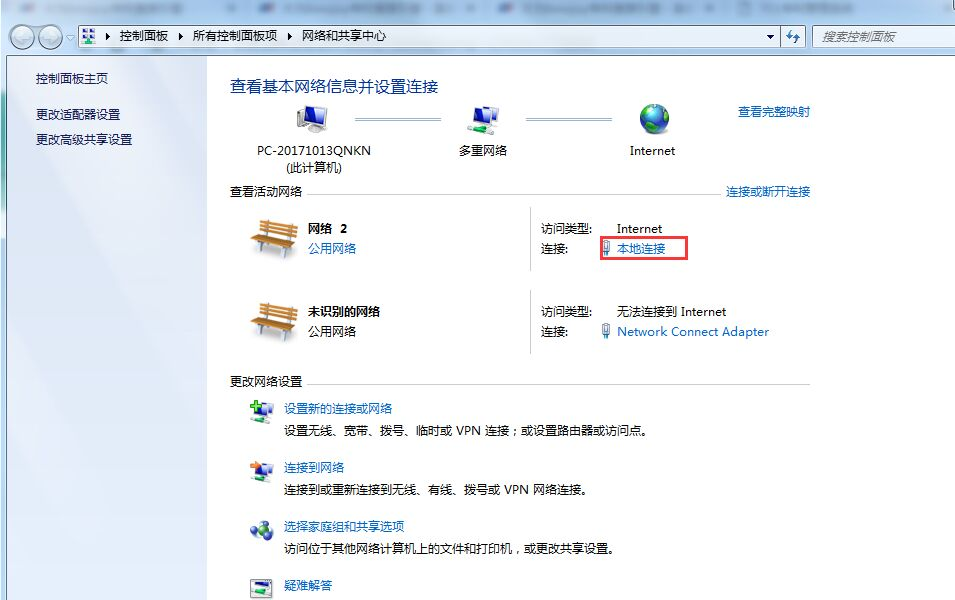 控制面板 ▸ 所有控制面板项 ▸ 网络和共享中心
搜索控制面板
控制面板主页
更改适配器设置
更改高级共享设置
查看基本网络信息并设置连接
查看完整映射
PC-20171013QNKN
(此计算机)
多重网络
Internet
查看活动网络
连接或断开连接
网络 2
公用网络
访问类型: Internet
连接: 本地连接
未识别的网络
公用网络
访问类型: 无法连接到 Internet
连接: Network Connect Adapter
更改网络设置
设置新的连接或网络
设置无线、宽带、拨号、临时或 VPN 连接；或设置路由器或访问点。
连接到网络
连接到或重新连接到无线、有线、拨号或 VPN 网络连接。
选择家庭组和共享选项
访问位于其他网络计算机上的文件和打印机，或更改共享设置。
疑难解答